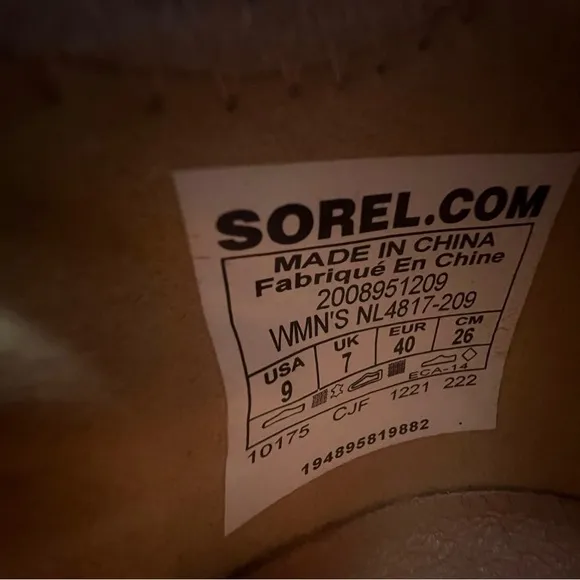 SOREL.COM
MADE IN CHINA
Fabriqué En Chine
2008951209
WMN'S NL4817-209
USA UK EUR CM
9 7 40 26
ECA-14
10175 CJF 1221 222
194895819882